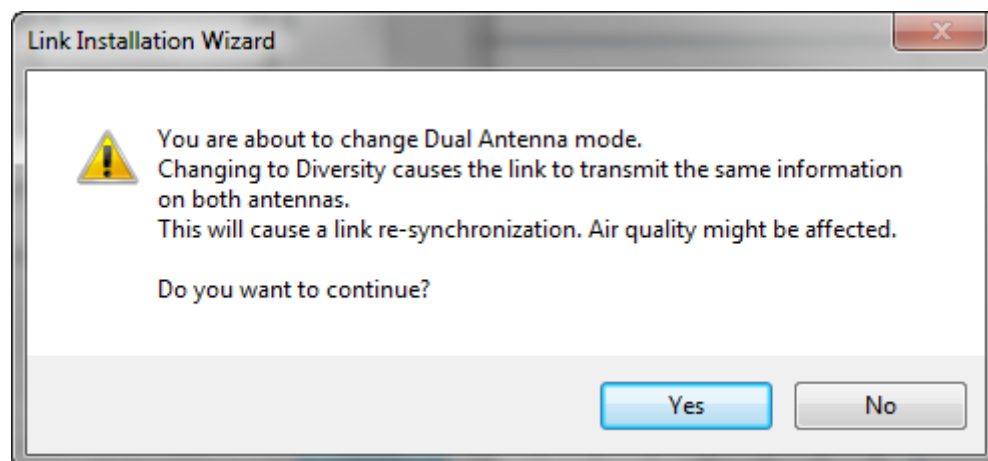 Link Installation Wizard
You are about to change Dual Antenna mode.
Changing to Diversity causes the link to transmit the same information
on both antennas.
This will cause a link re-synchronization. Air quality might be affected.
Do you want to continue?
Yes No